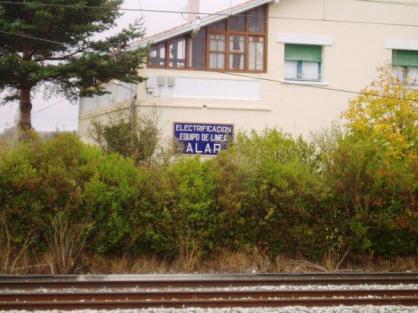 ELECTRIFICACION
EQUIPO DE LINEA
ALAR